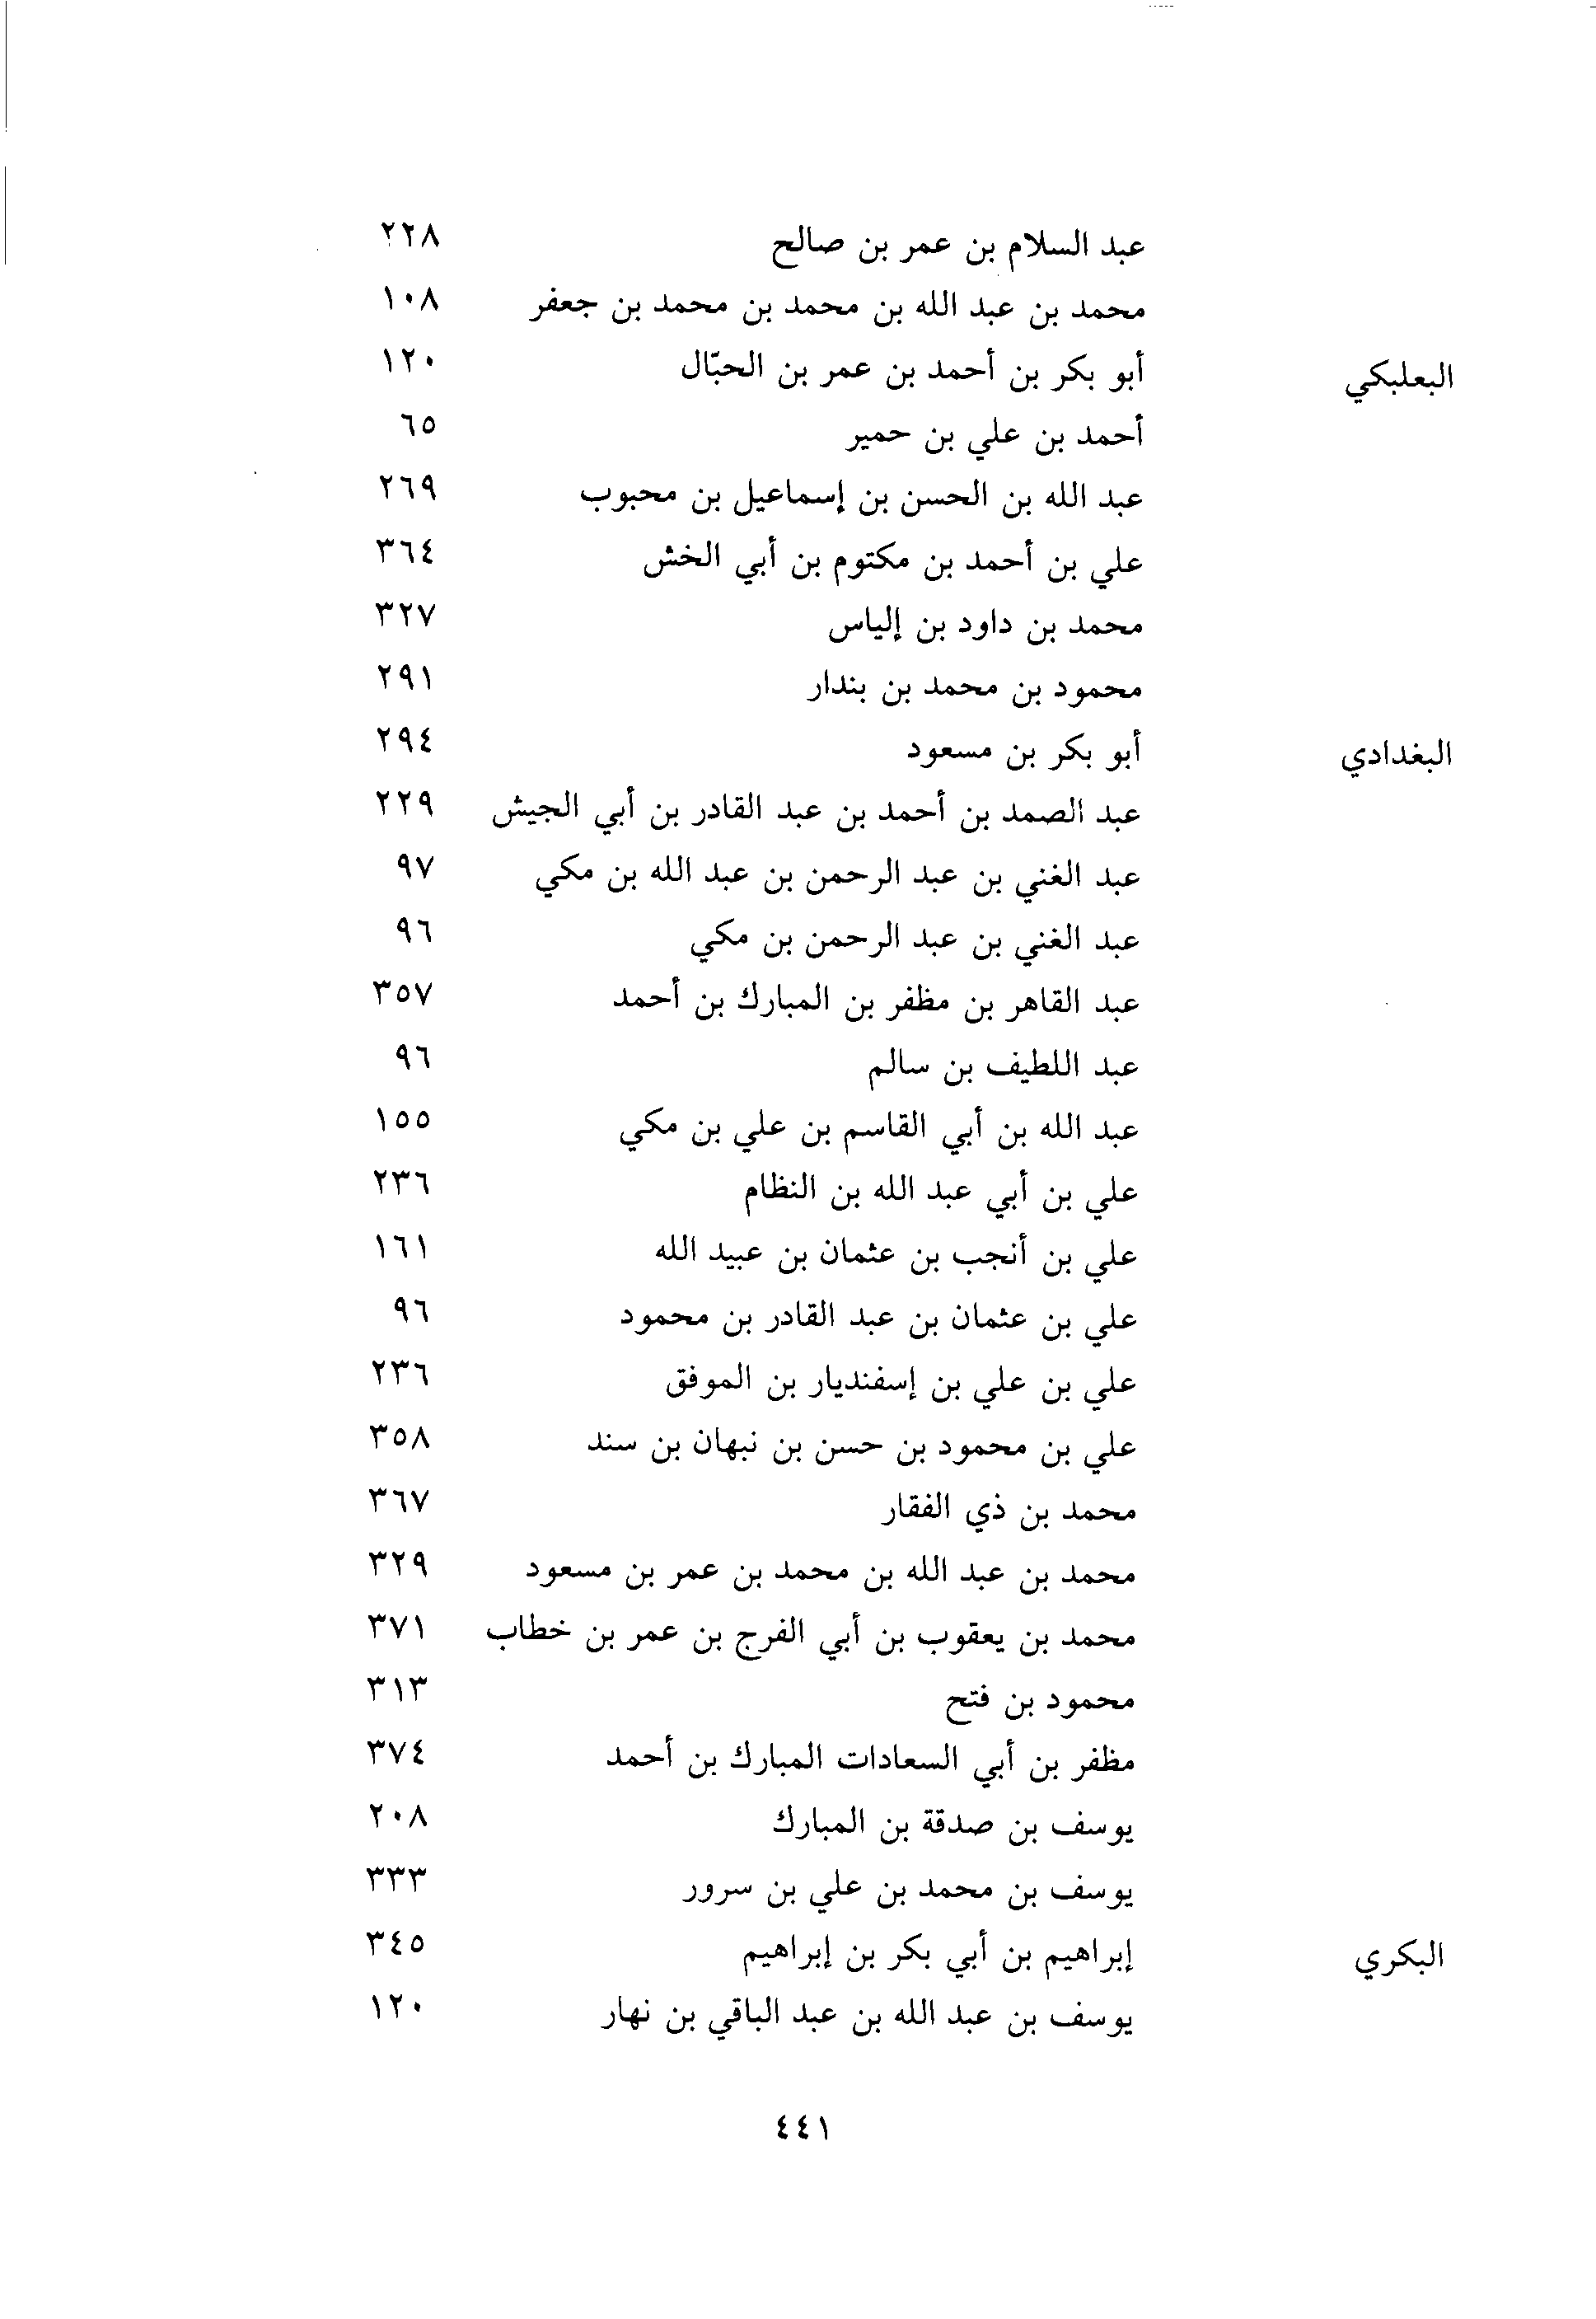 عبد السلام بن عمر بن صالح ٢٢٨
محمد بن عبد الله بن محمد بن محمد بن جعفر ١٠٨
البعلبكي أبو بكر بن أحمد بن عمر بن الحبّال ١٢٠
أحمد بن علي بن حمير ٦٥
عبد الله بن الحسن بن إسماعيل بن محبوب ٢٦٩
علي بن أحمد بن مكتوم بن أبي الخش ٣٦٤
محمد بن داود بن إلياس ٣٢٧
محمود بن محمد بن بندار ٢٩١
البغدادي أبو بكر بن مسعود ٢٩٤
عبد الصمد بن أحمد بن عبد القادر بن أبي الجيش ٢٢٩
عبد الغني بن عبد الرحمن بن عبد الله بن مكي ٩٧
عبد الغني بن عبد الرحمن بن مكي ٩٦
عبد القاهر بن مظفر بن المبارك بن أحمد ٣٥٧
عبد اللطيف بن سالم ٩٦
عبد الله بن أبي القاسم بن علي بن مكي ١٥٥
علي بن أبي عبد الله بن النظام ٢٣٦
علي بن أنجب بن عثمان بن عبيد الله ١٦١
علي بن عثمان بن عبد القادر بن محمود ٩٦
علي بن علي بن إسفنديار بن الموفق ٢٣٦
علي بن محمود بن حسن بن نبهان بن سند ٣٥٨
محمد بن ذي الفقار ٣٦٧
محمد بن عبد الله بن محمد بن عمر بن مسعود ٣٢٩
محمد بن يعقوب بن أبي الفرج بن عمر بن خطاب ٣٧١
محمود بن فتح ٣١٣
مظفر بن أبي السعادات المبارك بن أحمد ٣٧٤
يوسف بن صدقة بن المبارك ٢٠٨
يوسف بن محمد بن علي بن سرور ٣٣٣
البكري إبراهيم بن أبي بكر بن إبراهيم ٣٤٥
يوسف بن عبد الله بن عبد الباقي بن نهار ١٢٠
٤٤١